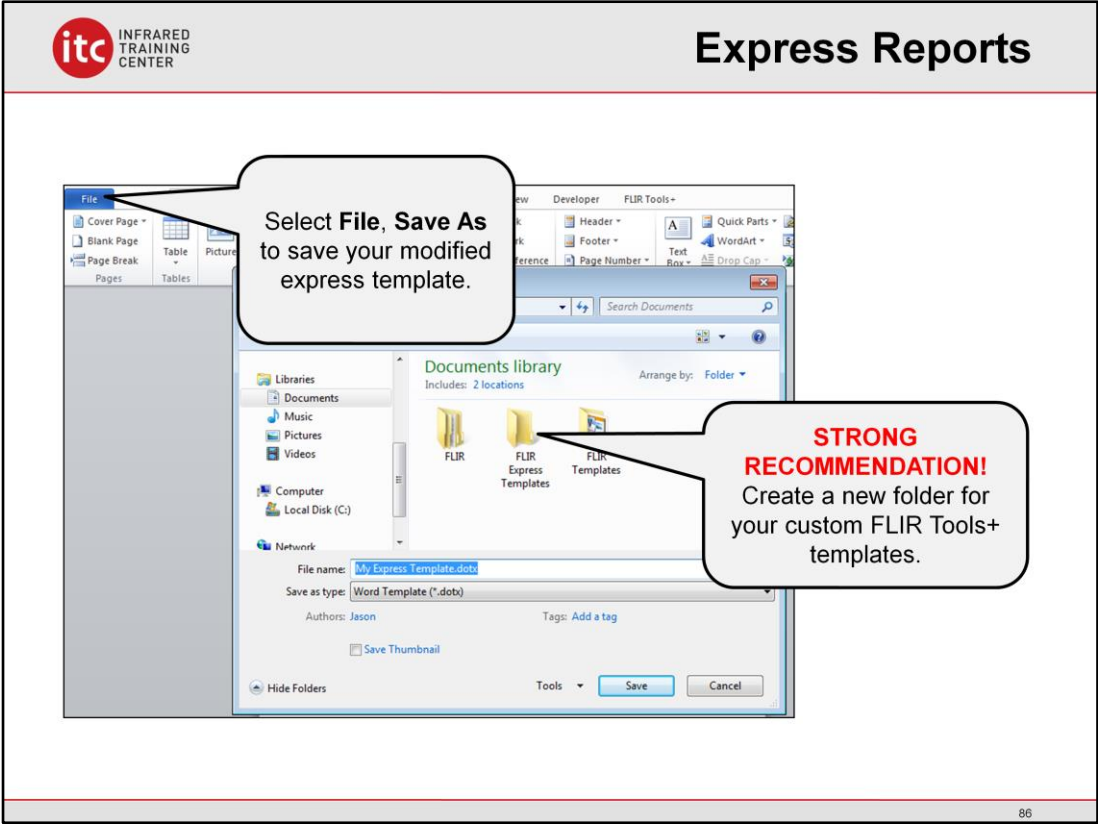 itc INFRARED
TRAINING
CENTER
Express Reports
File
Developer FLIR Tools+
Cover Page
Blank Page
Page Break
Table
Header
Footer
Page Number
A
Text
Box
Quick Parts
WordArt
Drop Cap
Pages Tables
Select File, Save As
to save your modified
express template.
Search Documents
Libraries
Documents
Music
Pictures
Videos
Computer
Local Disk (C:)
Network
Documents library
Includes: 2 locations
Arrange by: Folder
FLIR
FLIR
Express
Templates
FLIR
Templates
STRONG
RECOMMENDATION!
Create a new folder for
your custom FLIR Tools+
templates.
File name: My Express Template.dotx
Save as type: Word Template (*.dotx)
Authors: Jason Tags: Add a tag
Save Thumbnail
Hide Folders Tools Save Cancel
86